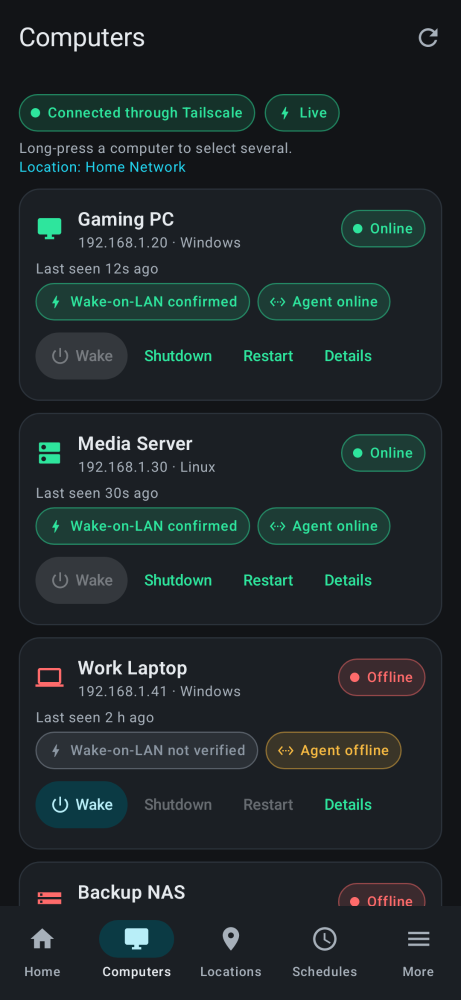 Computers
Connected through Tailscale
Live
Long-press a computer to select several.
Location: Home Network
Gaming PC
Online
192.168.1.20 · Windows
Last seen 12s ago
Wake-on-LAN confirmed
Agent online
Wake
Shutdown
Restart
Details
Media Server
Online
192.168.1.30 · Linux
Last seen 30s ago
Wake-on-LAN confirmed
Agent online
Wake
Shutdown
Restart
Details
Work Laptop
Offline
192.168.1.41 · Windows
Last seen 2 h ago
Wake-on-LAN not verified
Agent offline
Wake
Shutdown
Restart
Details
Backup NAS
Offline
Home
Computers
Locations
Schedules
More